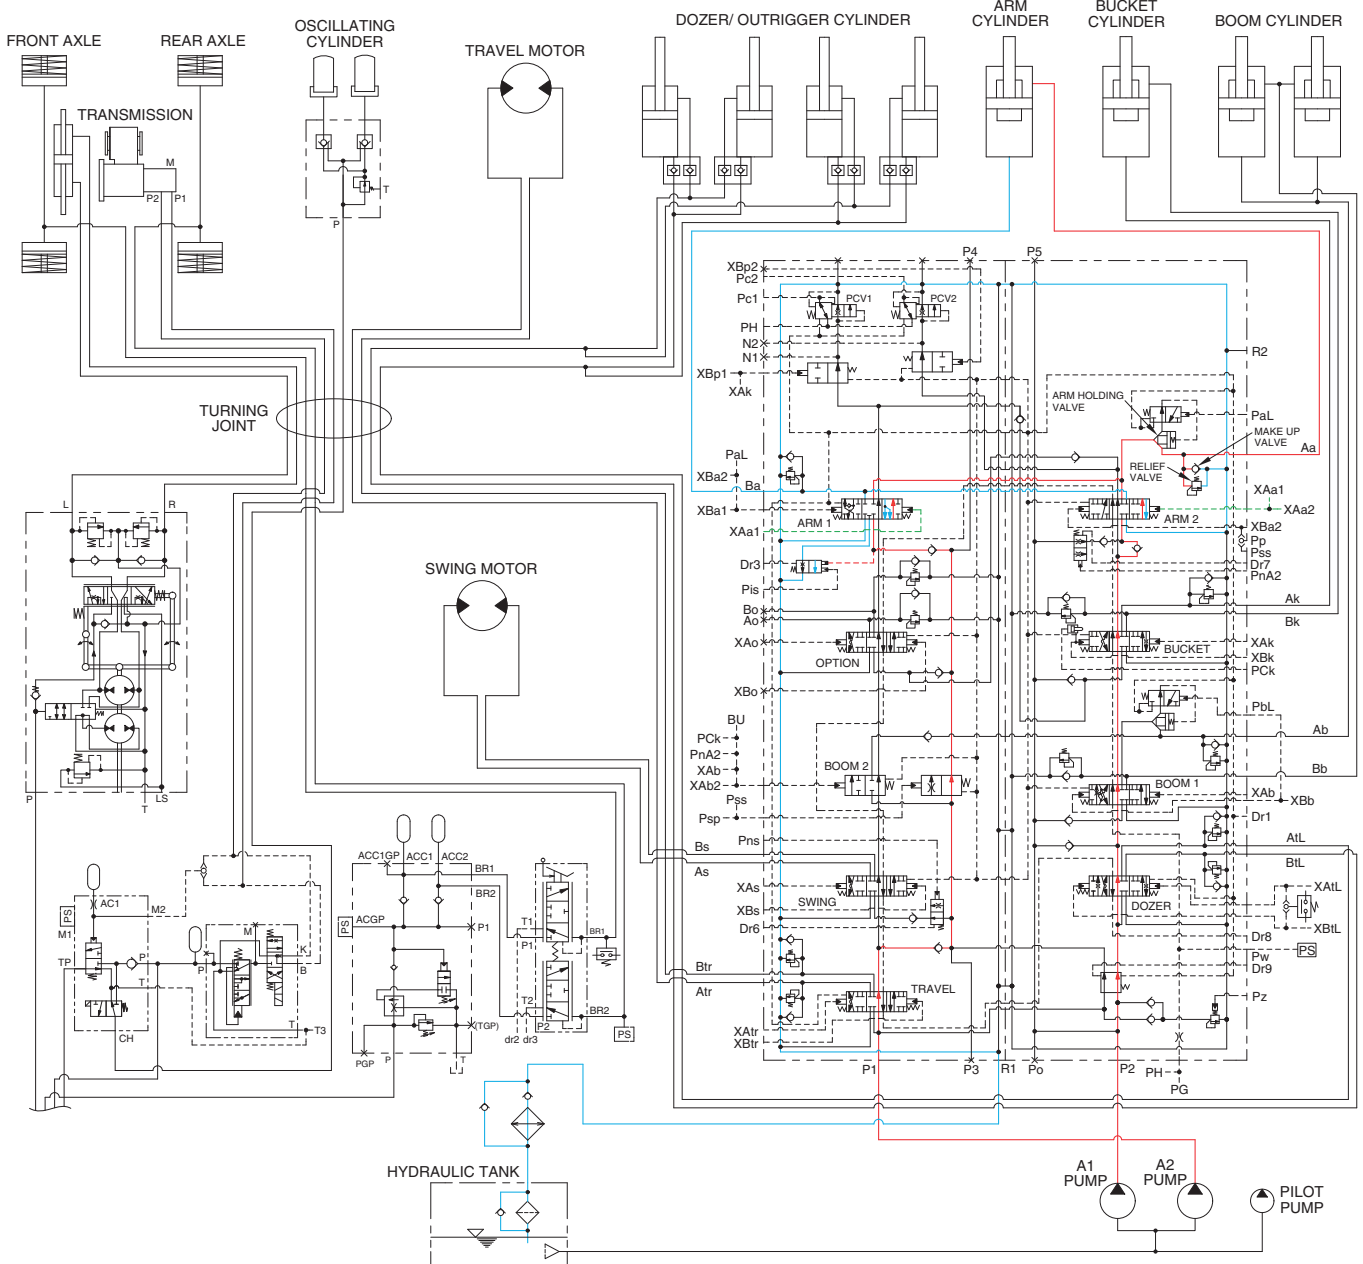 FRONT AXLE
REAR AXLE
OSCILLATING
CYLINDER
TRAVEL MOTOR
DOZER/ OUTRIGGER CYLINDER
ARM
CYLINDER
BUCKET
CYLINDER
BOOM CYLINDER
TRANSMISSION
M
P2
P1
T
P
TURNING
JOINT
L
R
P
T
LS
SWING MOTOR
XBp2
Pc2
Pc1
PH
N2
N1
XBp1
XAk
P4
P5
PCV1
PCV2
R2
ARM HOLDING
VALVE
PaL
MAKE UP
VALVE
Aa
RELIEF
VALVE
PaL
XBa2
Ba
XBa1
XAa1
ARM 1
ARM 2
XAa1
XAa2
XBa2
Pp
Pss
Dr7
PnA2
Dr3
Pis
Bo
Ao
XAo
OPTION
XBo
Ak
Bk
BUCKET
XAk
XBk
PCk
PbL
BU
PCk
PnA2
XAb
XAb2
BOOM 2
Ab
Bb
BOOM 1
XAb
XBb
Dr1
Pss
Psp
Pns
Bs
As
XAs
XBs
Dr6
SWING
AtL
BtL
XAtL
DOZER
XBtL
Dr8
PS
Pw
Dr9
Pz
Btr
Atr
TRAVEL
XAtr
XBtr
P1
P3
R1
Po
P2
PH
PG
AC1
PS
M1
M2
TP
P
T
CH
M
P
K
B
T
T3
ACC1GP
ACC1
ACC2
BR1
BR2
PS
ACGP
P1
(TGP)
PGP
P
T
T1
P1
BR1
T2
P2
BR2
dr2
dr3
PS
HYDRAULIC TANK
A1
PUMP
A2
PUMP
PILOT
PUMP